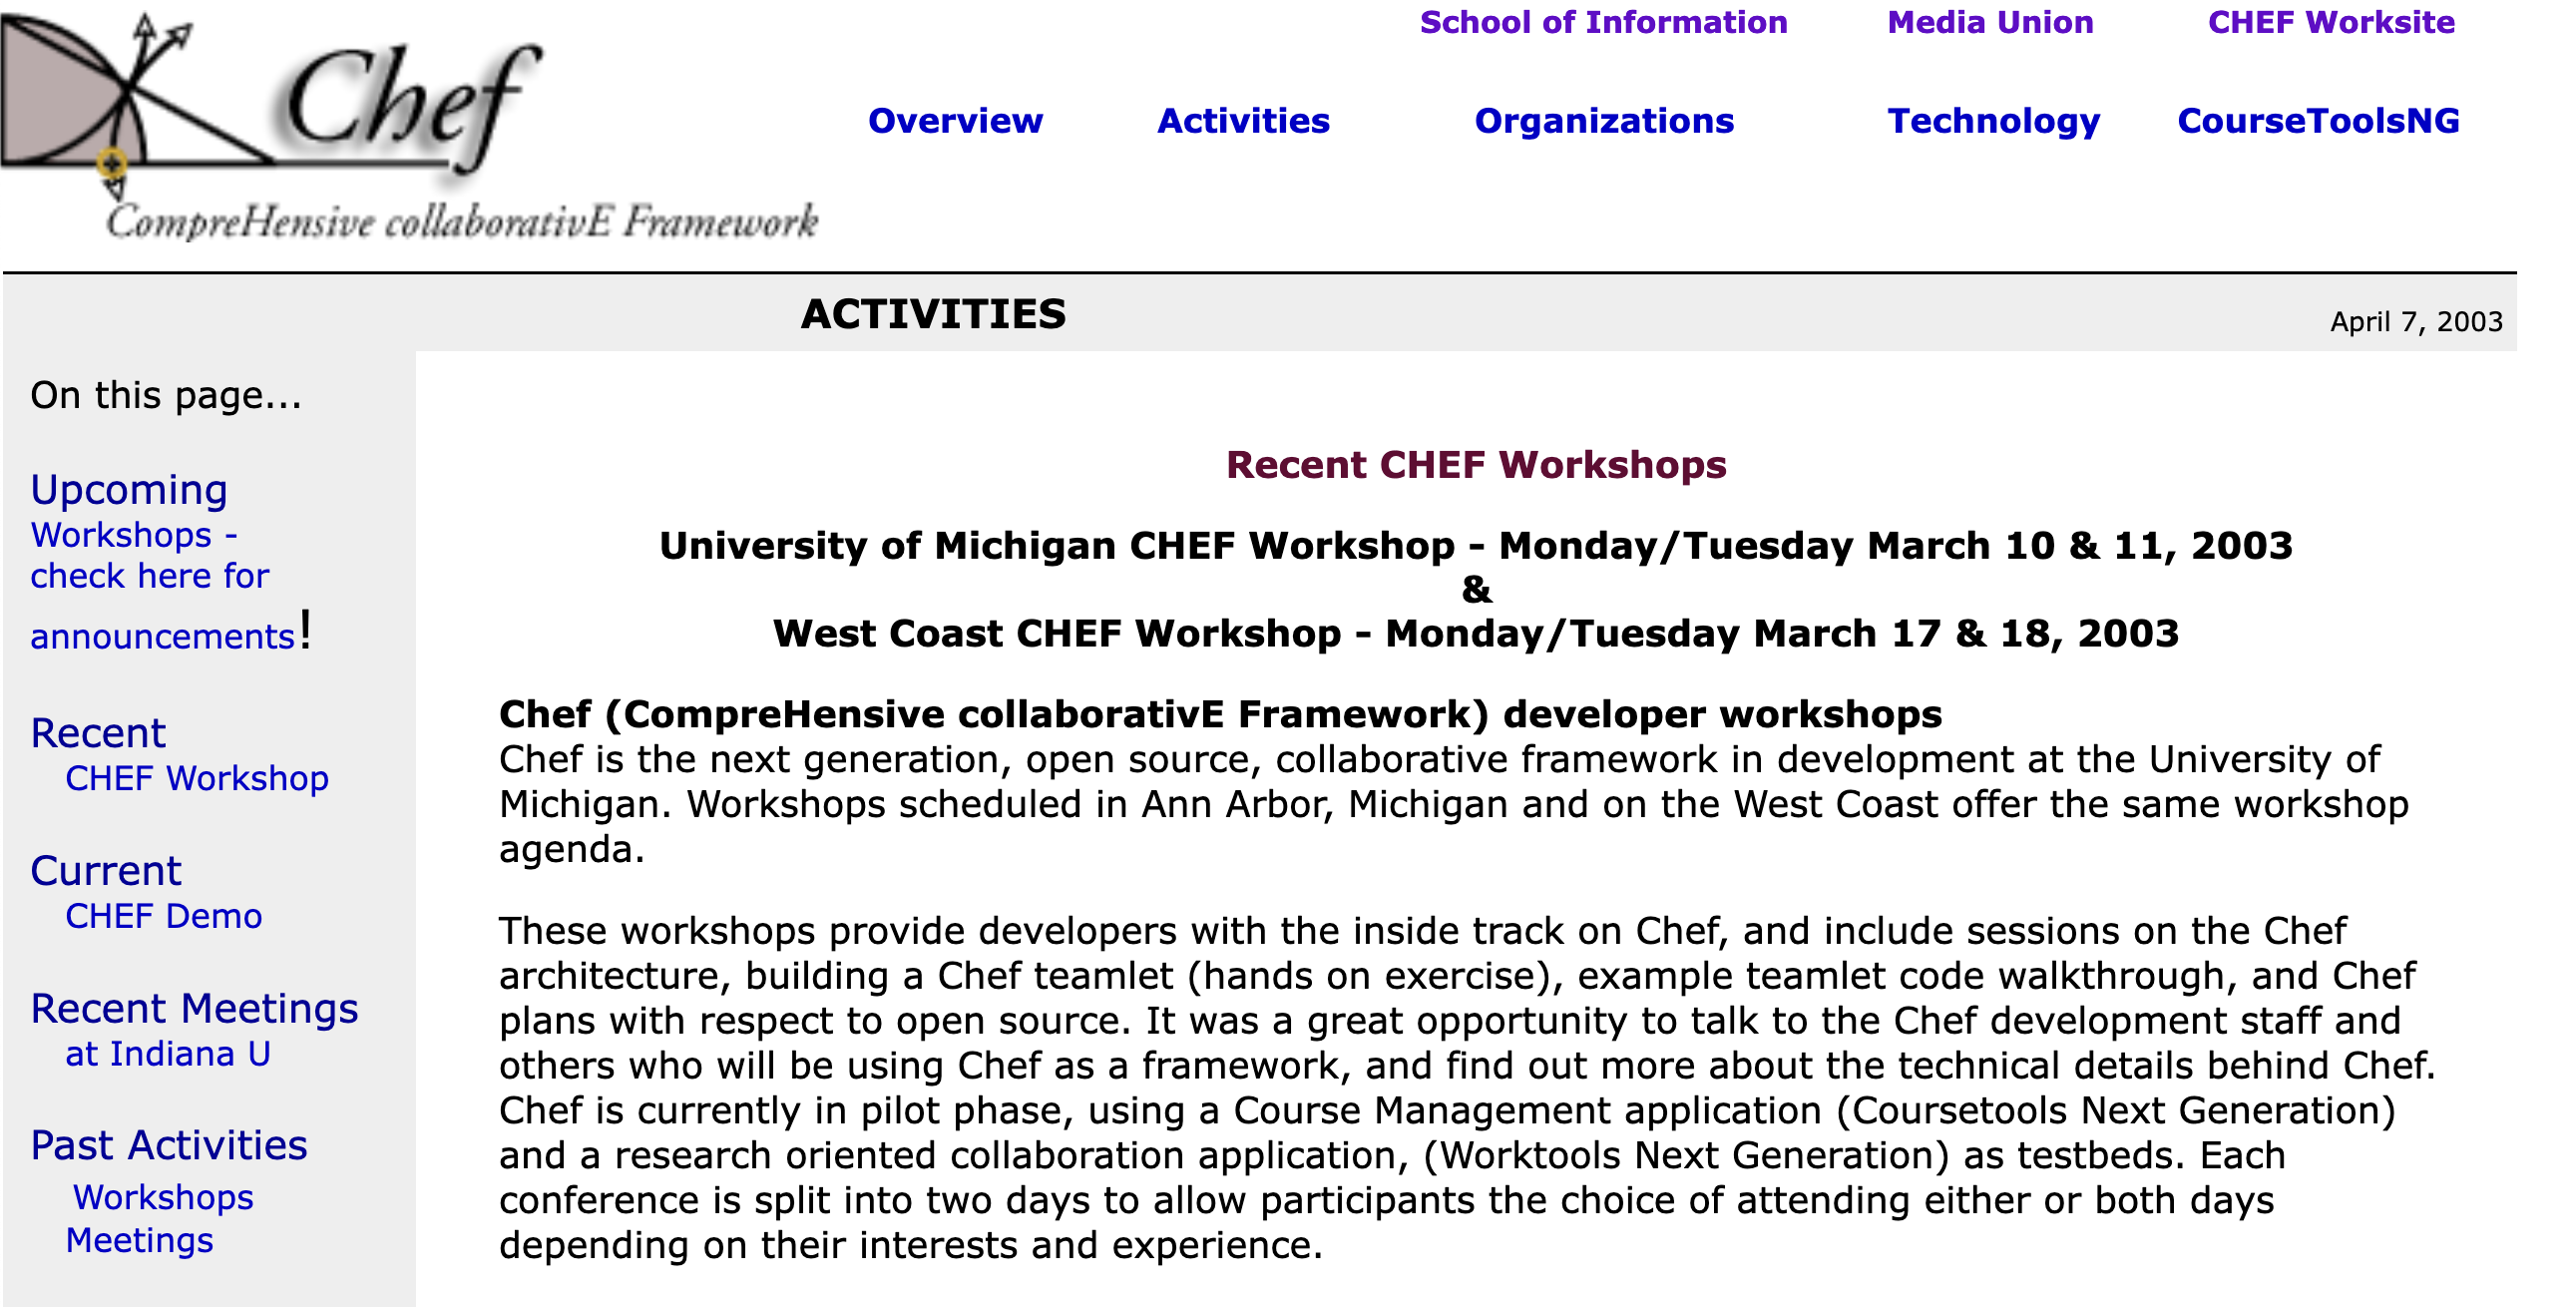 School of Information Media Union CHEF Worksite
Chef
Overview Activities Organizations Technology CourseToolsNG
CompreHensive collaborativE Framework
ACTIVITIES April 7, 2003
On this page...
Upcoming
Workshops -
check here for
announcements!
Recent
CHEF Workshop
Current
CHEF Demo
Recent Meetings
at Indiana U
Past Activities
Workshops
Meetings
Recent CHEF Workshops
University of Michigan CHEF Workshop - Monday/Tuesday March 10 & 11, 2003
&
West Coast CHEF Workshop - Monday/Tuesday March 17 & 18, 2003
Chef (CompreHensive collaborativE Framework) developer workshops
Chef is the next generation, open source, collaborative framework in development at the University of
Michigan. Workshops scheduled in Ann Arbor, Michigan and on the West Coast offer the same workshop
agenda.
These workshops provide developers with the inside track on Chef, and include sessions on the Chef
architecture, building a Chef teamlet (hands on exercise), example teamlet code walkthrough, and Chef
plans with respect to open source. It was a great opportunity to talk to the Chef development staff and
others who will be using Chef as a framework, and find out more about the technical details behind Chef.
Chef is currently in pilot phase, using a Course Management application (Coursetools Next Generation)
and a research oriented collaboration application, (Worktools Next Generation) as testbeds. Each
conference is split into two days to allow participants the choice of attending either or both days
depending on their interests and experience.